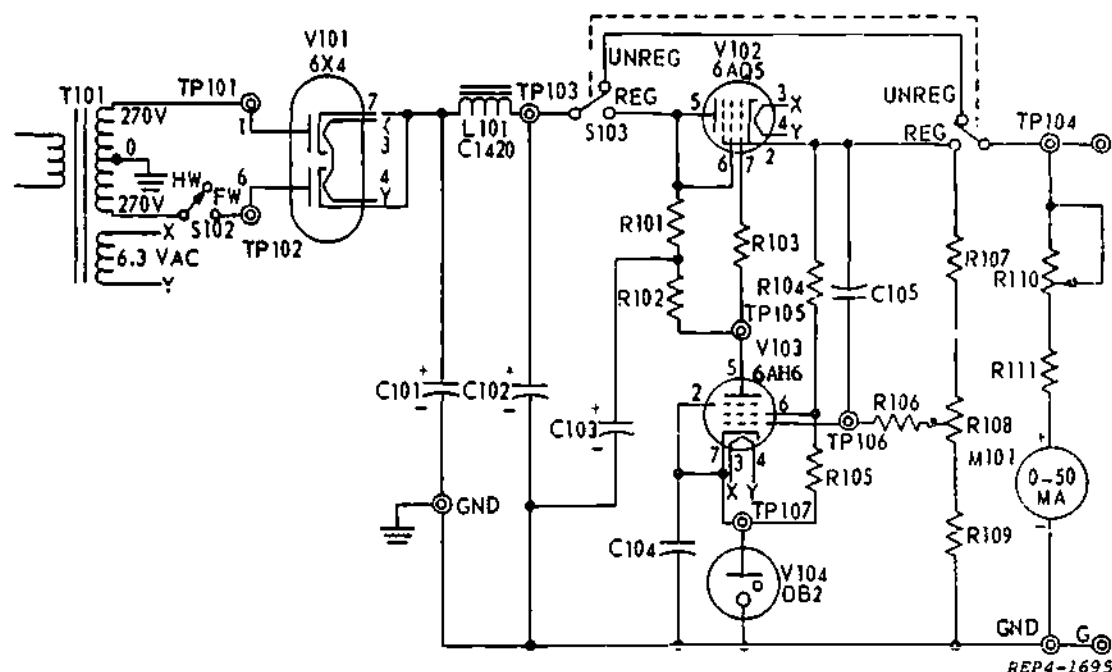 V101
6X4
TP101
T101
270V
1
0
HW
FW
6
270V
S102
TP102
6.3 VAC
X
Y
7
Y
3
4
Y
L101
C1420
TP103
UNREG
REG
S103
V102
6AQ5
5
3
X
4
Y
2
6
7
UNREG
REG
TP104
R101
R102
R103
R104
TP105
C105
R107
R110
R111
V103
6AH6
5
2
6
7
3
4
X
Y
TP106
R106
R108
R105
M101
0-50
MA
+
-
C101
+
-
C102
+
-
C103
+
-
GND
TP107
C104
V104
OB2
R109
GND
G
REP4-1695